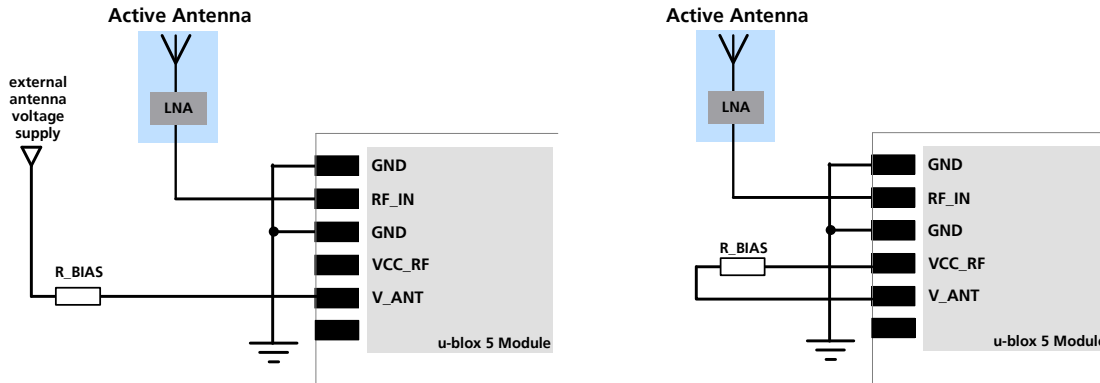 Active Antenna
external
antenna
voltage
supply
LNA
GND
RF_IN
GND
VCC_RF
R_BIAS
V_ANT
u-blox 5 Module
Active Antenna
LNA
GND
RF_IN
GND
R_BIAS
VCC_RF
V_ANT
u-blox 5 Module